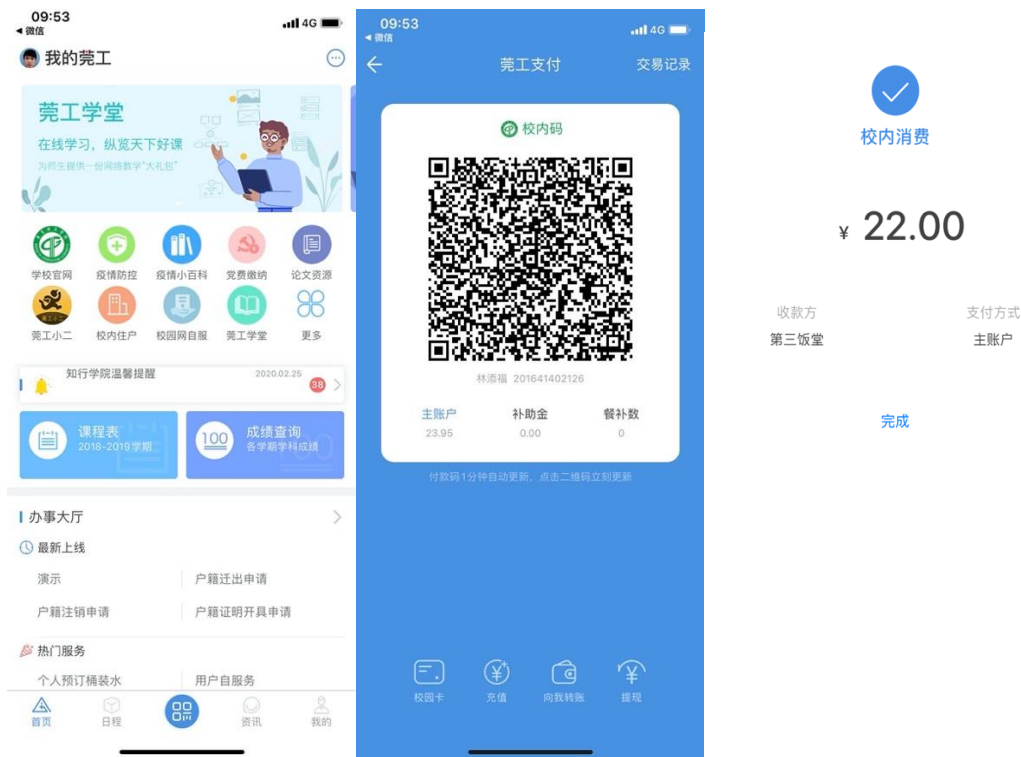 09:53
4G
◀ 微信
我的莞工
莞工学堂
在线学习，纵览天下好课
为师生提供一份网络教学"大礼包"
学校官网
疫情防控
疫情小百科
党费缴纳
论文资源
莞工小二
校内住户
校园网自服
莞工学堂
更多
知行学院温馨提醒
2020.02.25
38
课程表
2018-2019学期
100
成绩查询
各学期学科成绩
办事大厅
最新上线
演示
户籍迁出申请
户籍注销申请
户籍证明开具申请
热门服务
个人预订桶装水
用户自服务
首页
日程
资讯
我的
09:53
4G
◀ 微信
莞工支付
交易记录
校内码
林添福 201641402126
主账户
补助金
餐补数
23.95
0.00
0
付款码1分钟自动更新，点击二维码立刻更新
校园卡
充值
向我转账
提现
校内消费
¥ 22.00
收款方
支付方式
第三饭堂
主账户
完成